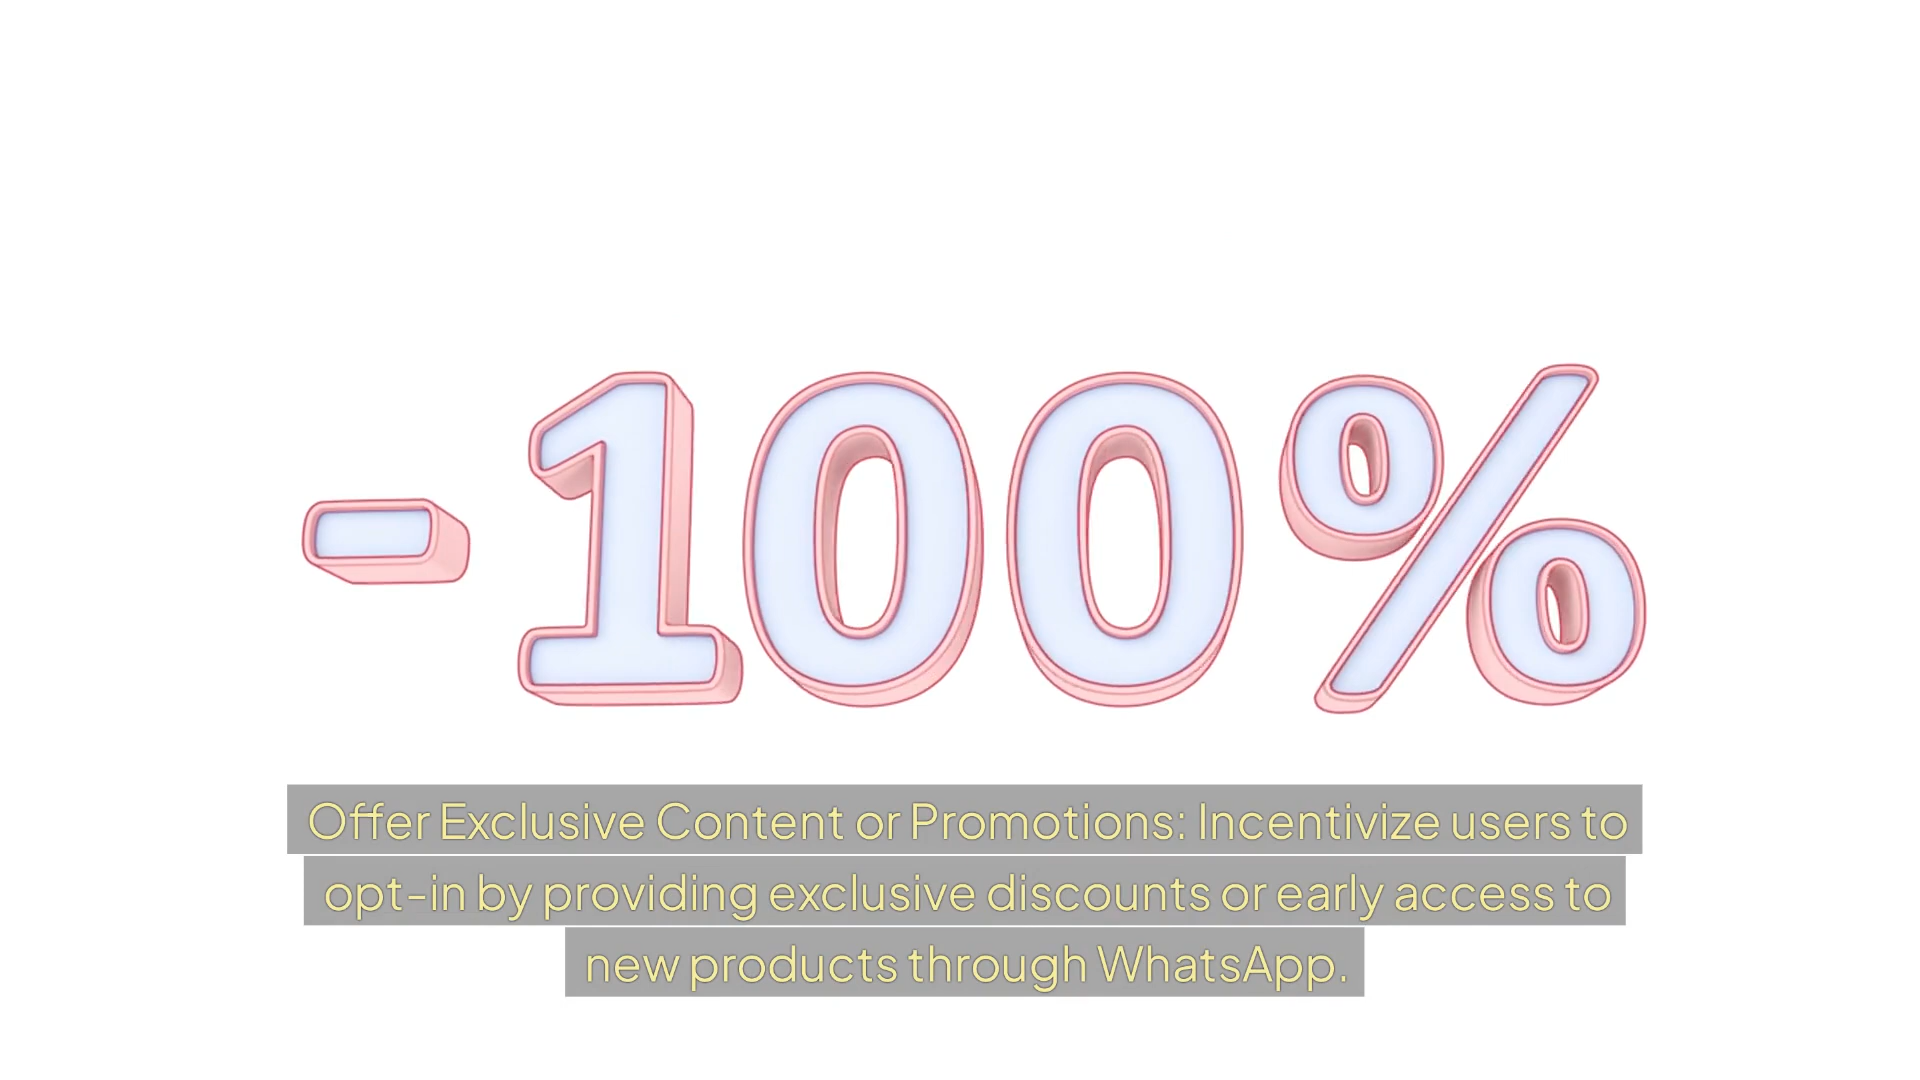 -100%
Offer Exclusive Content or Promotions: Incentivize users to
opt-in by providing exclusive discounts or early access to
new products through WhatsApp.